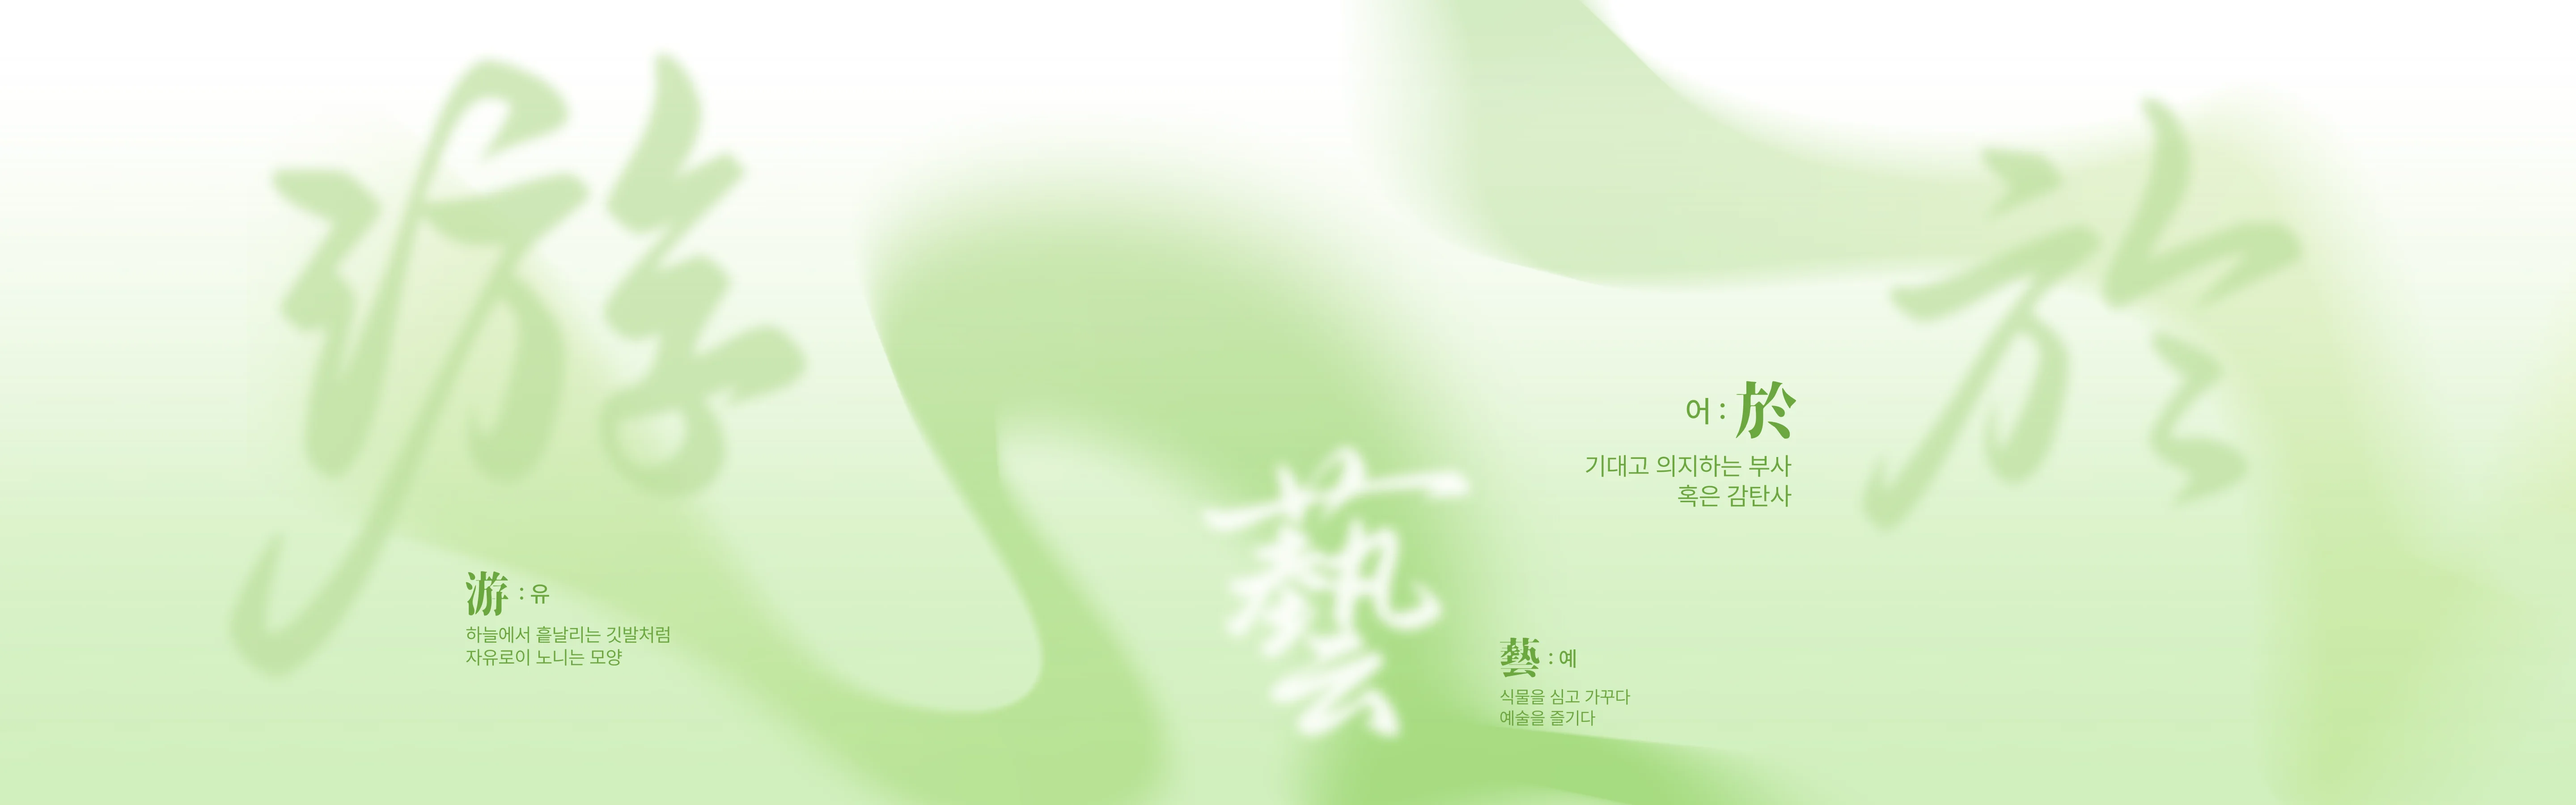 游
於
藝
游 : 유
하늘에서 흩날리는 깃발처럼
자유로이 노니는 모양
어 : 於
기대고 의지하는 부사
혹은 감탄사
藝 : 예
식물을 심고 가꾸다
예술을 즐기다